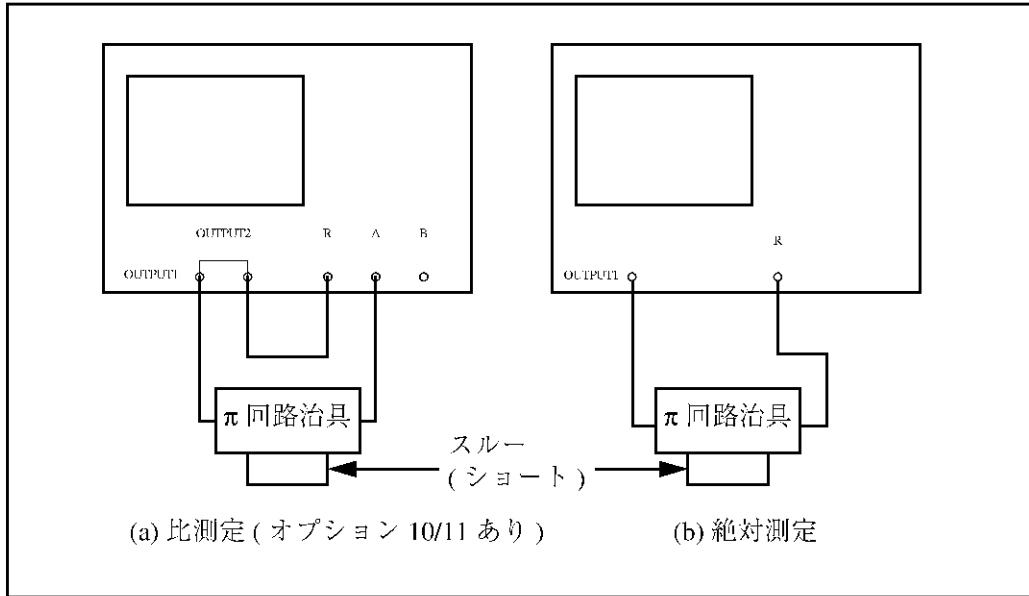 OUTPUT2 R A B
OUTPUT1
R
OUTPUT1
π 回路治具
π 回路治具
スルー
( ショート )
(a) 比測定 ( オプション 10/11 あり )
(b) 絶対測定